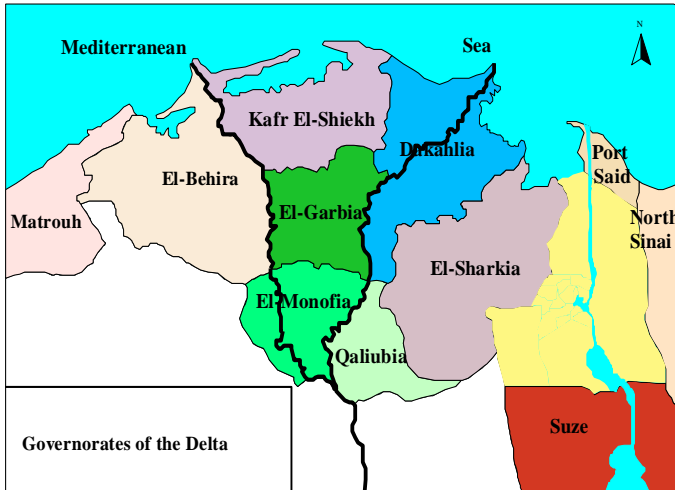 N
Mediterranean
Sea
Kafr El-Shiekh
Dakahlia
Port
Said
El-Behira
El-Garbia
Matrouh
North
Sinai
El-Sharkia
El-Monofia
Qaliubia
Suze
Governorates of the Delta